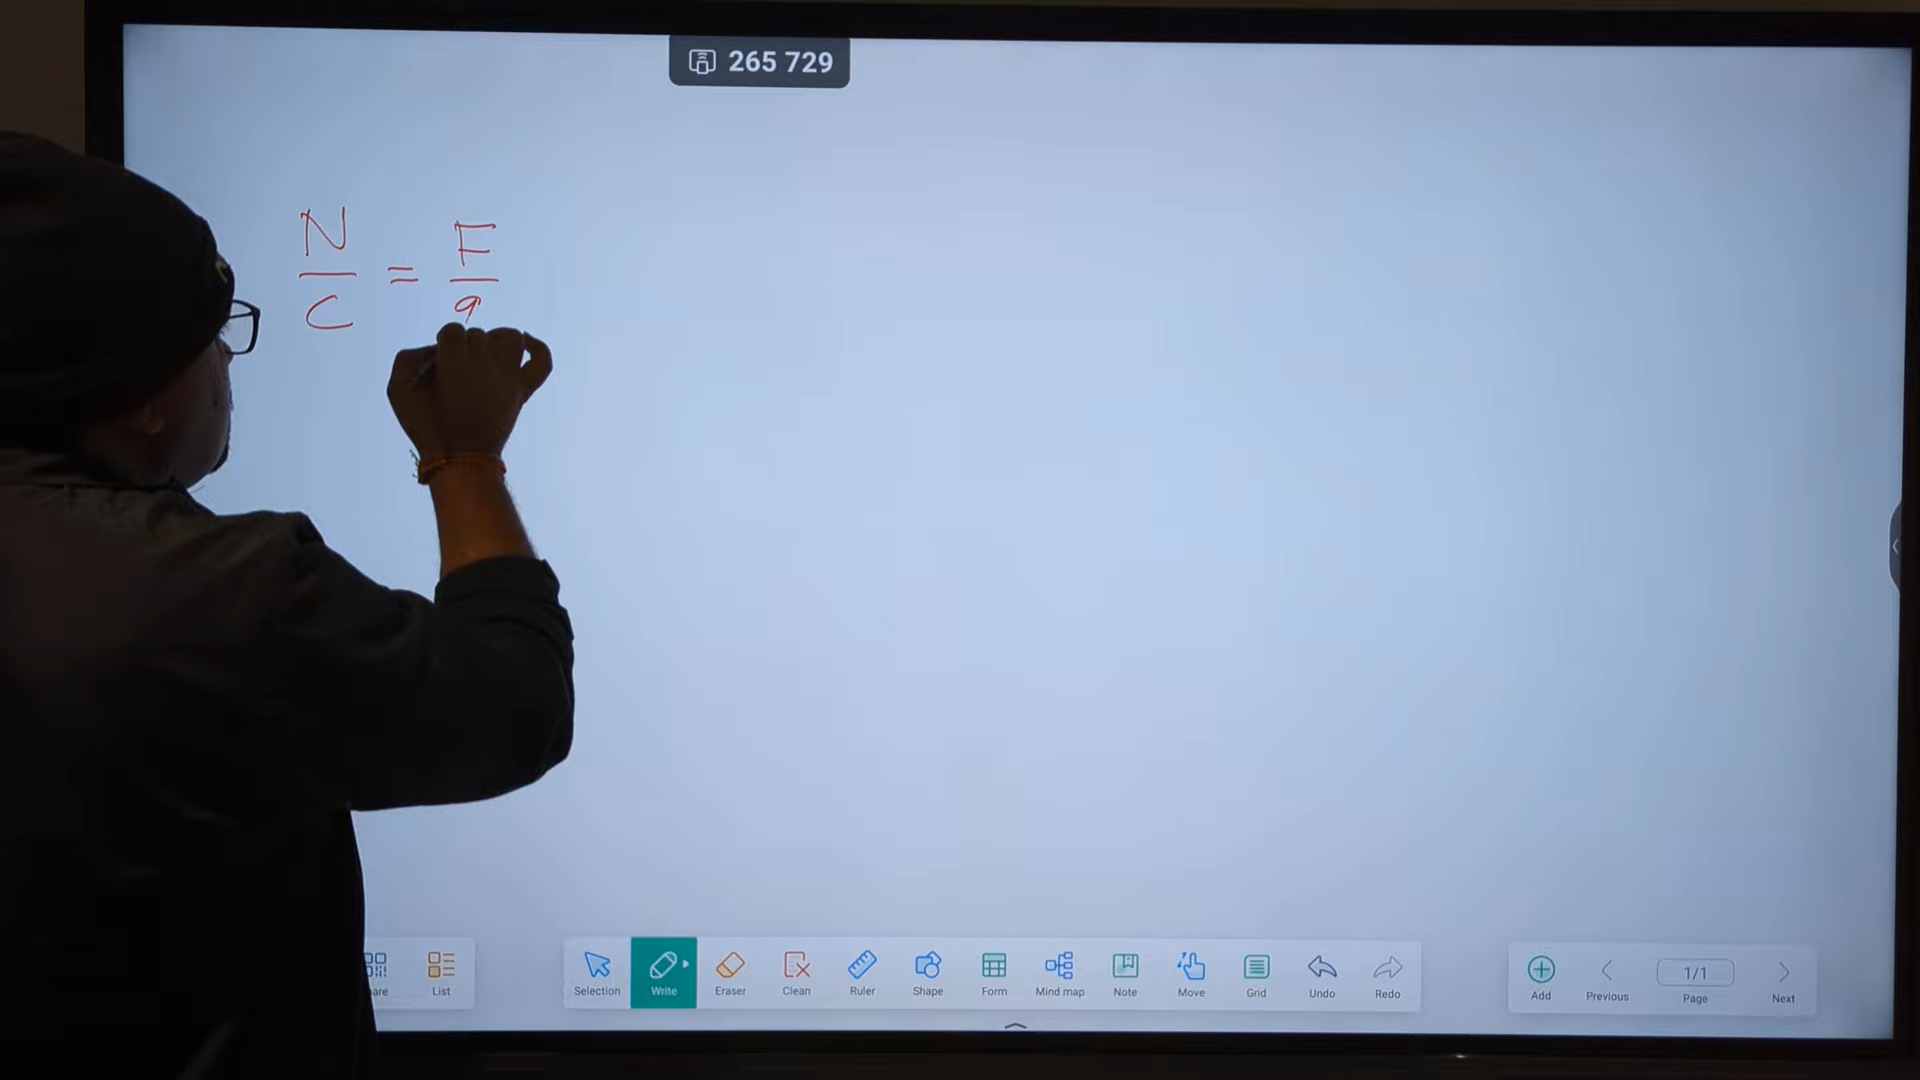 265 729
N/C = F/q
are List Selection Write Eraser Clean Ruler Shape Form Mind map Note Move Grid Undo Redo Add Previous 1/1 Page Next